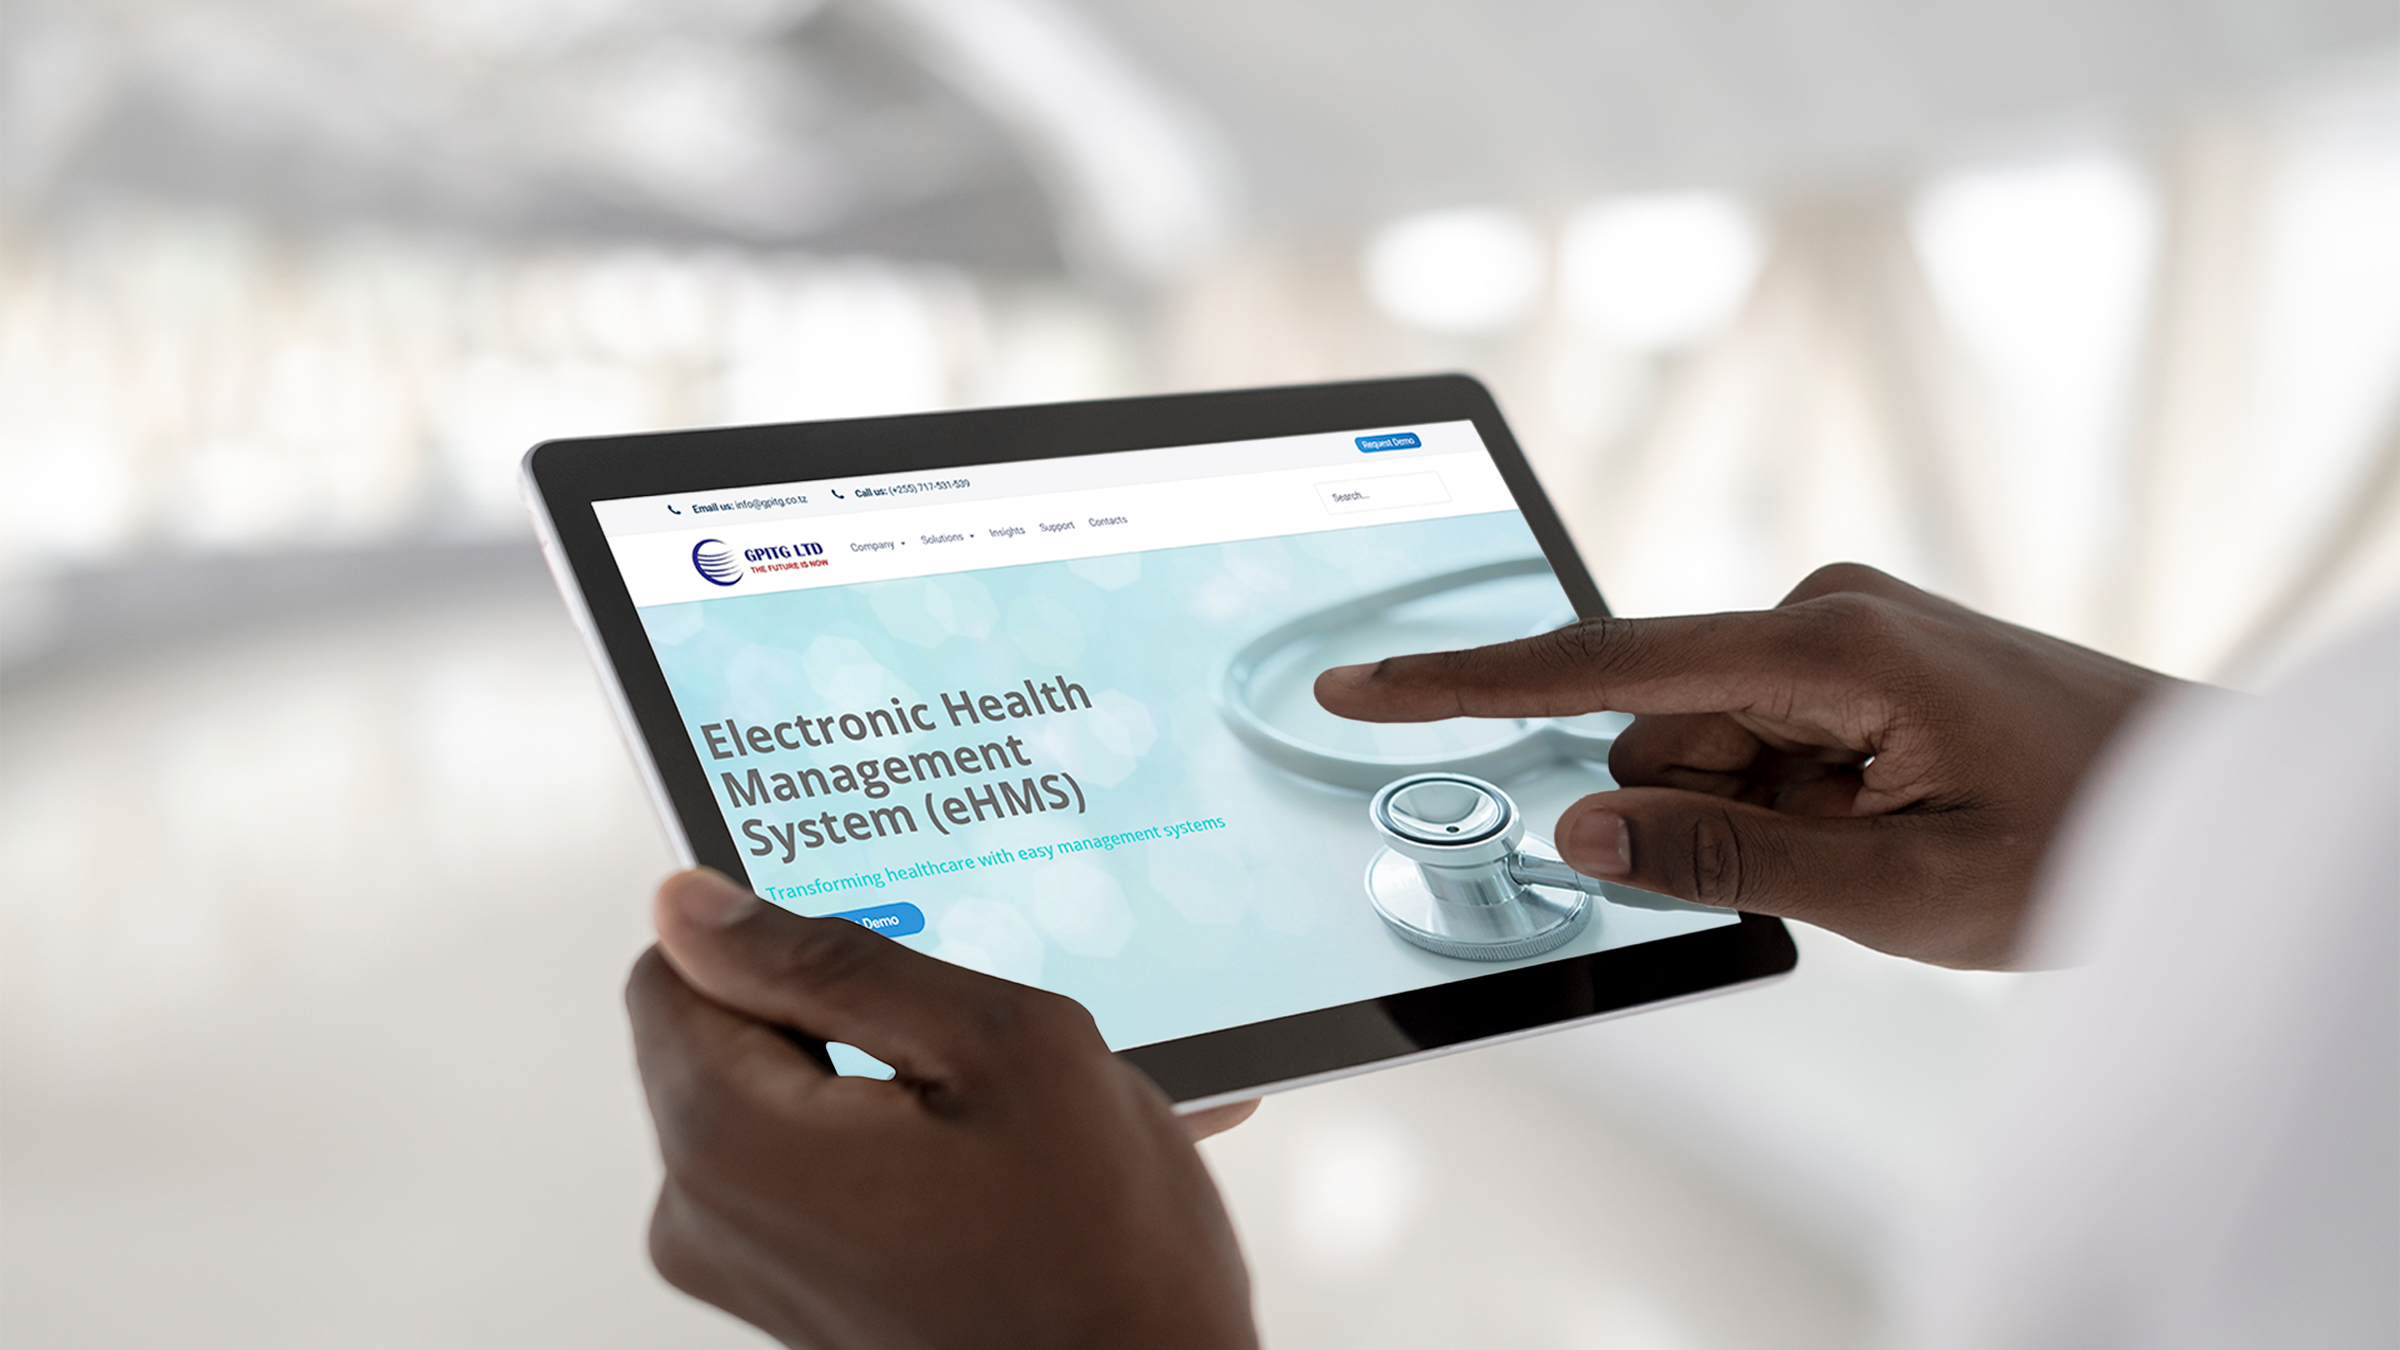 Request Demo
Email us: info@gpitg.co.tz
Call us: (+255) 717-531-539
Search...
GPITG LTD
THE FUTURE IS NOW
Company
Solutions
Insights
Support
Contacts
Electronic Health
Management
System (eHMS)
Transforming healthcare with easy management systems
Demo